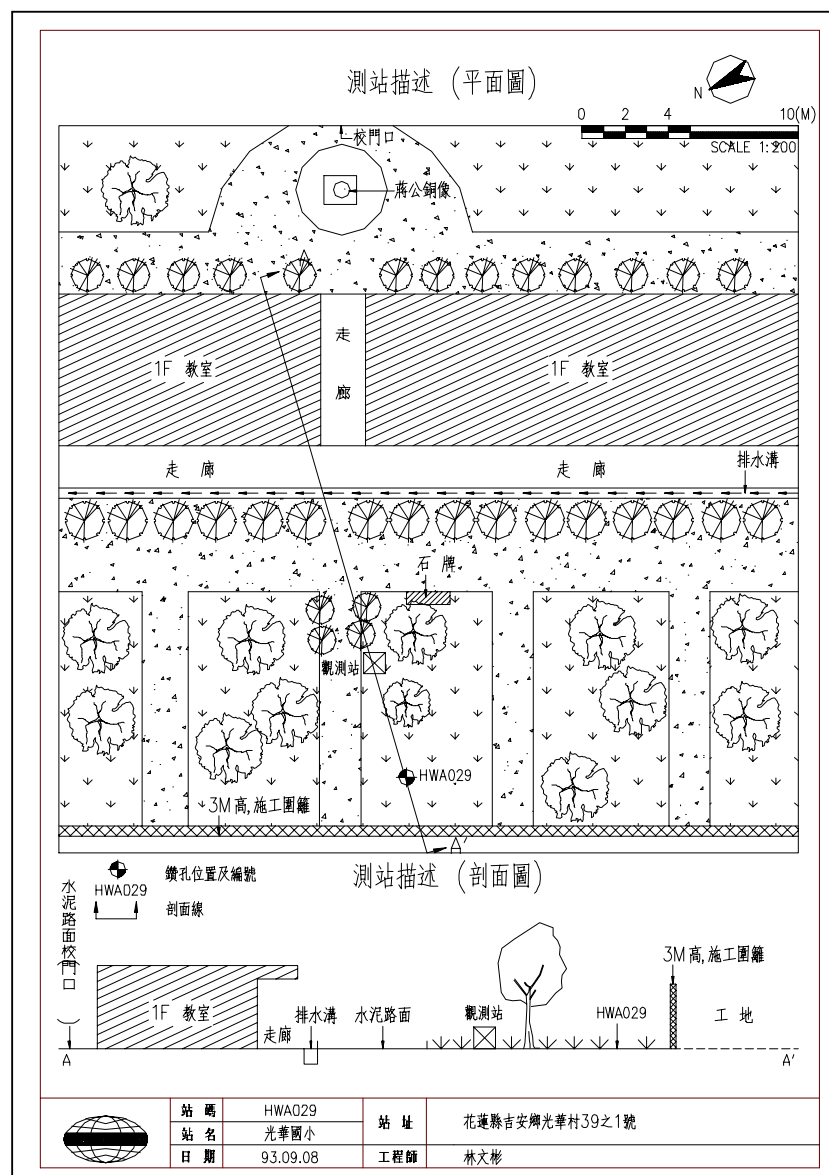 測站描述 (平面圖)
N
0 2 4 10(M)
SCALE 1:200
校門口
蔣公銅像
A
走廊
1F 教室
1F 教室
走廊
走廊
排水溝
石牌
觀測站
HWA029
3M高,施工圍籬
A'
測站描述 (剖面圖)
鑽孔位置及編號
HWA029
剖面線
水泥路面(校門口)
3M高,施工圍籬
1F 教室
走廊
排水溝
水泥路面
觀測站
HWA029
工地
A
A'
站碼 HWA029
站名 光華國小
日期 93.09.08
站址 花蓮縣吉安鄉光華村39之1號
工程師 林文彬